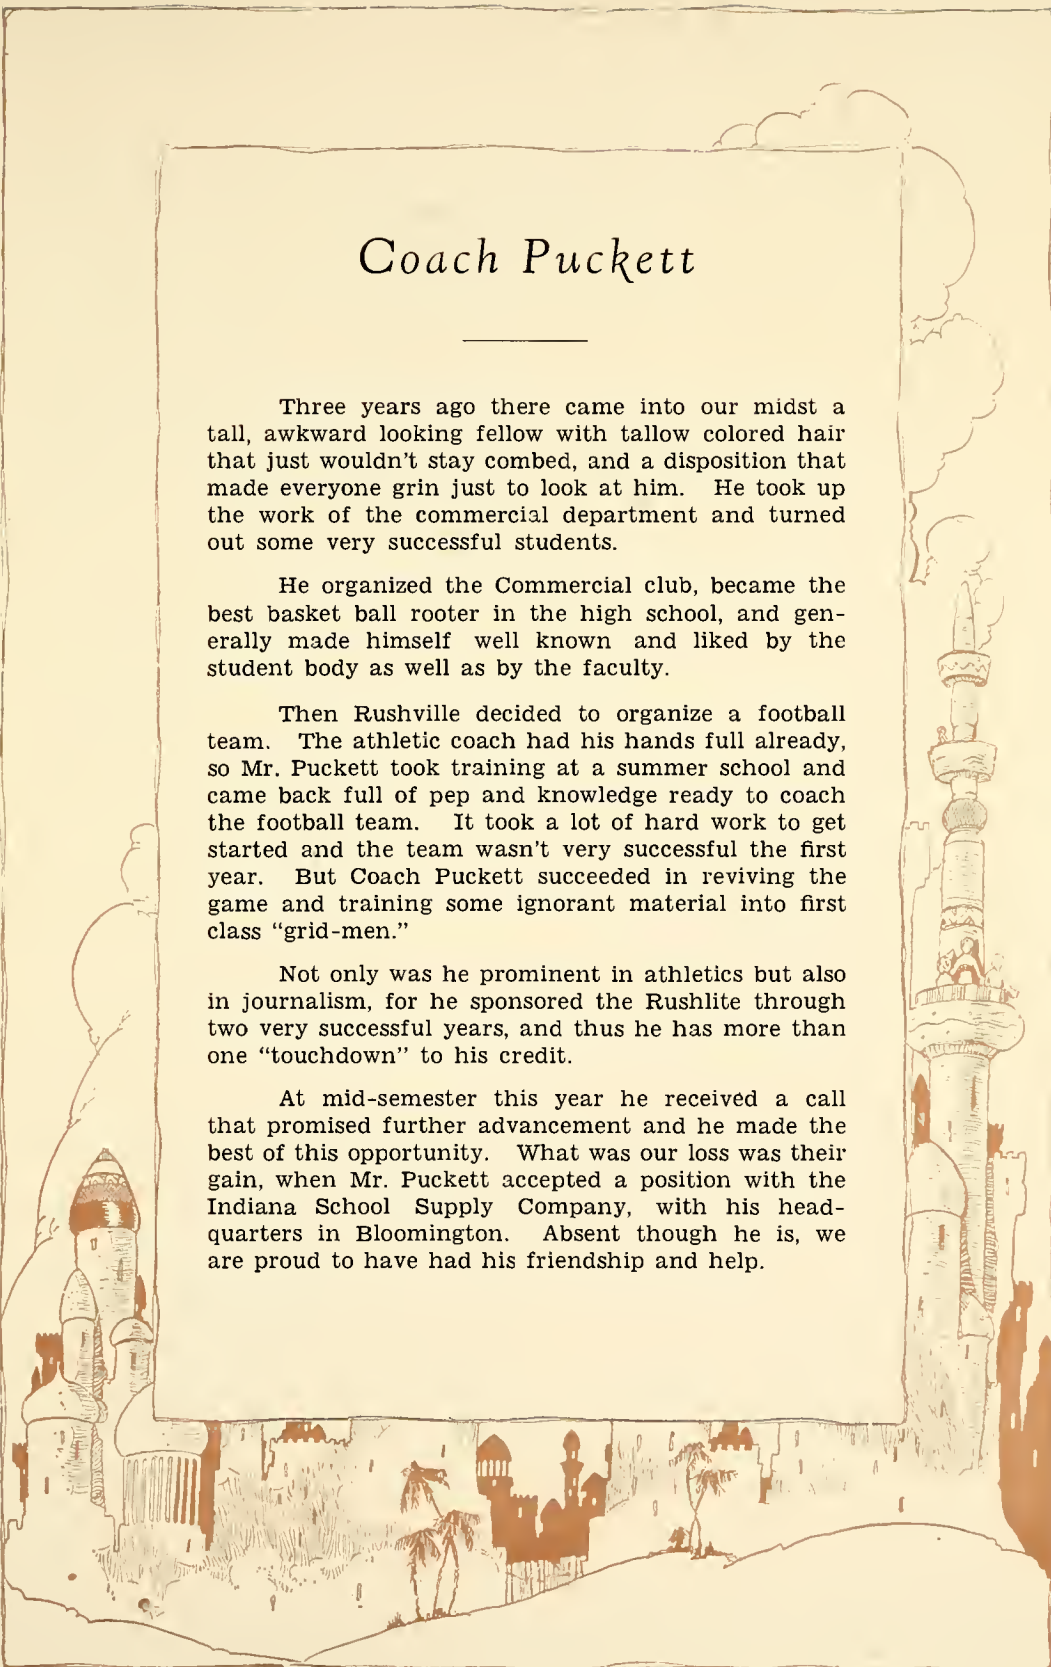 Coach Puckett
Three years ago there came into our midst a
tall, awkward looking fellow with tallow colored hair
that just wouldn't stay combed, and a disposition that
made everyone grin just to look at him. He took up
the work of the commercial department and turned
out some very successful students.
He organized the Commercial club, became the
best basket ball rooter in the high school, and gen-
erally made himself well known and liked by the
student body as well as by the faculty.
Then Rushville decided to organize a football
team. The athletic coach had his hands full already,
so Mr. Puckett took training at a summer school and
came back full of pep and knowledge ready to coach
the football team. It took a lot of hard work to get
started and the team wasn't very successful the first
year. But Coach Puckett succeeded in reviving the
game and training some ignorant material into first
class “grid-men.”
Not only was he prominent in athletics but also
in journalism, for he sponsored the Rushlite through
two very successful years, and thus he has more than
one “touchdown” to his credit.
At mid-semester this year he received a call
that promised further advancement and he made the
best of this opportunity. What was our loss was their
gain, when Mr. Puckett accepted a position with the
Indiana School Supply Company, with his head-
quarters in Bloomington. Absent though he is, we
are proud to have had his friendship and help.